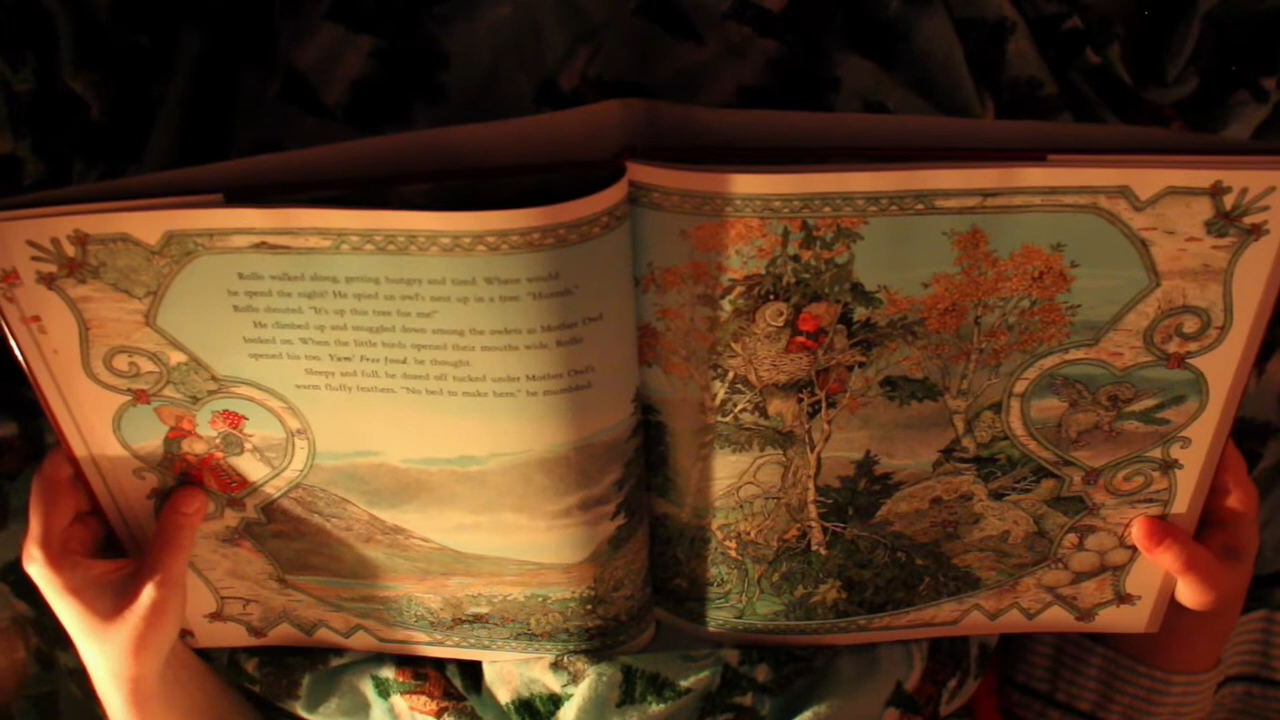 Rollo walked along, getting hungry and tired. Where would
he spend the night? He spied an owl's nest up in a tree. "Hurrah,"
Rollo shouted. "It's up this tree for me!"
He climbed up and snuggled down among the owlets as Mother Owl
looked on. When the little birds opened their mouths wide, Rollo
opened his too. Yum! Free food, he thought.
Sleepy and full, he dozed off tucked under Mother Owl's
warm fluffy feathers. "No bed to make here," he mumbled.